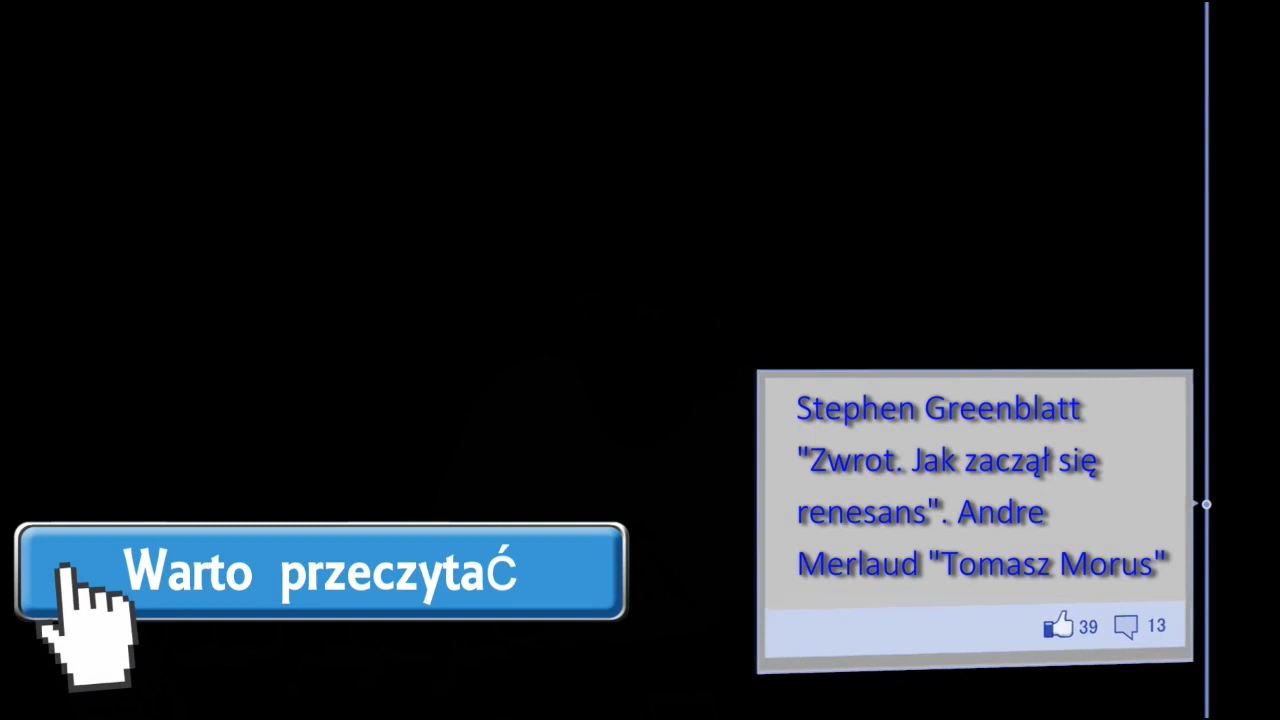 Stephen Greenblatt
"Zwrot. Jak zaczął się
renesans". Andre
Merlaud "Tomasz Morus"
39 13
Warto przeczytaĆ